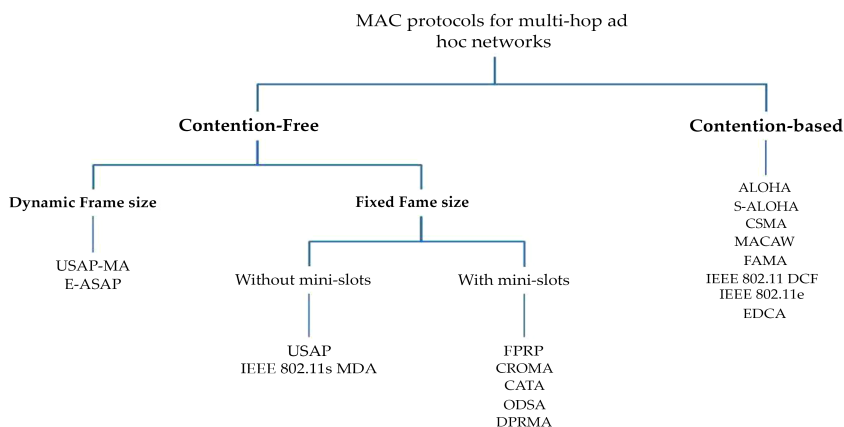 MAC protocols for multi-hop ad
hoc networks
Contention-Free
Contention-based
Dynamic Frame size
Fixed Fame size
ALOHA
S-ALOHA
CSMA
MACAW
FAMA
IEEE 802.11 DCF
IEEE 802.11e
EDCA
USAP-MA
E-ASAP
Without mini-slots
With mini-slots
USAP
IEEE 802.11s MDA
FPRP
CROMA
CATA
ODSA
DPRMA